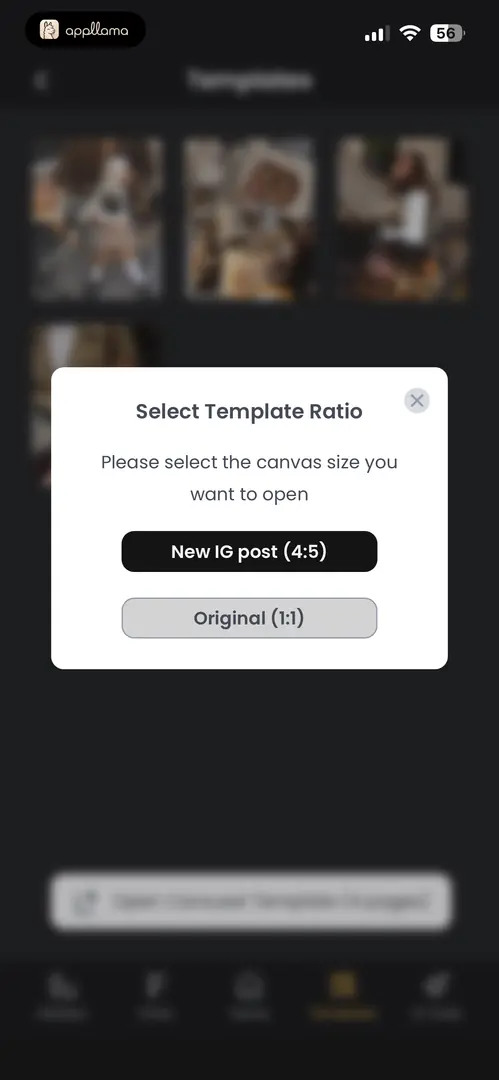 appllama
56
Templates
Select Template Ratio
Please select the canvas size you
want to open
New IG post (4:5)
Original (1:1)